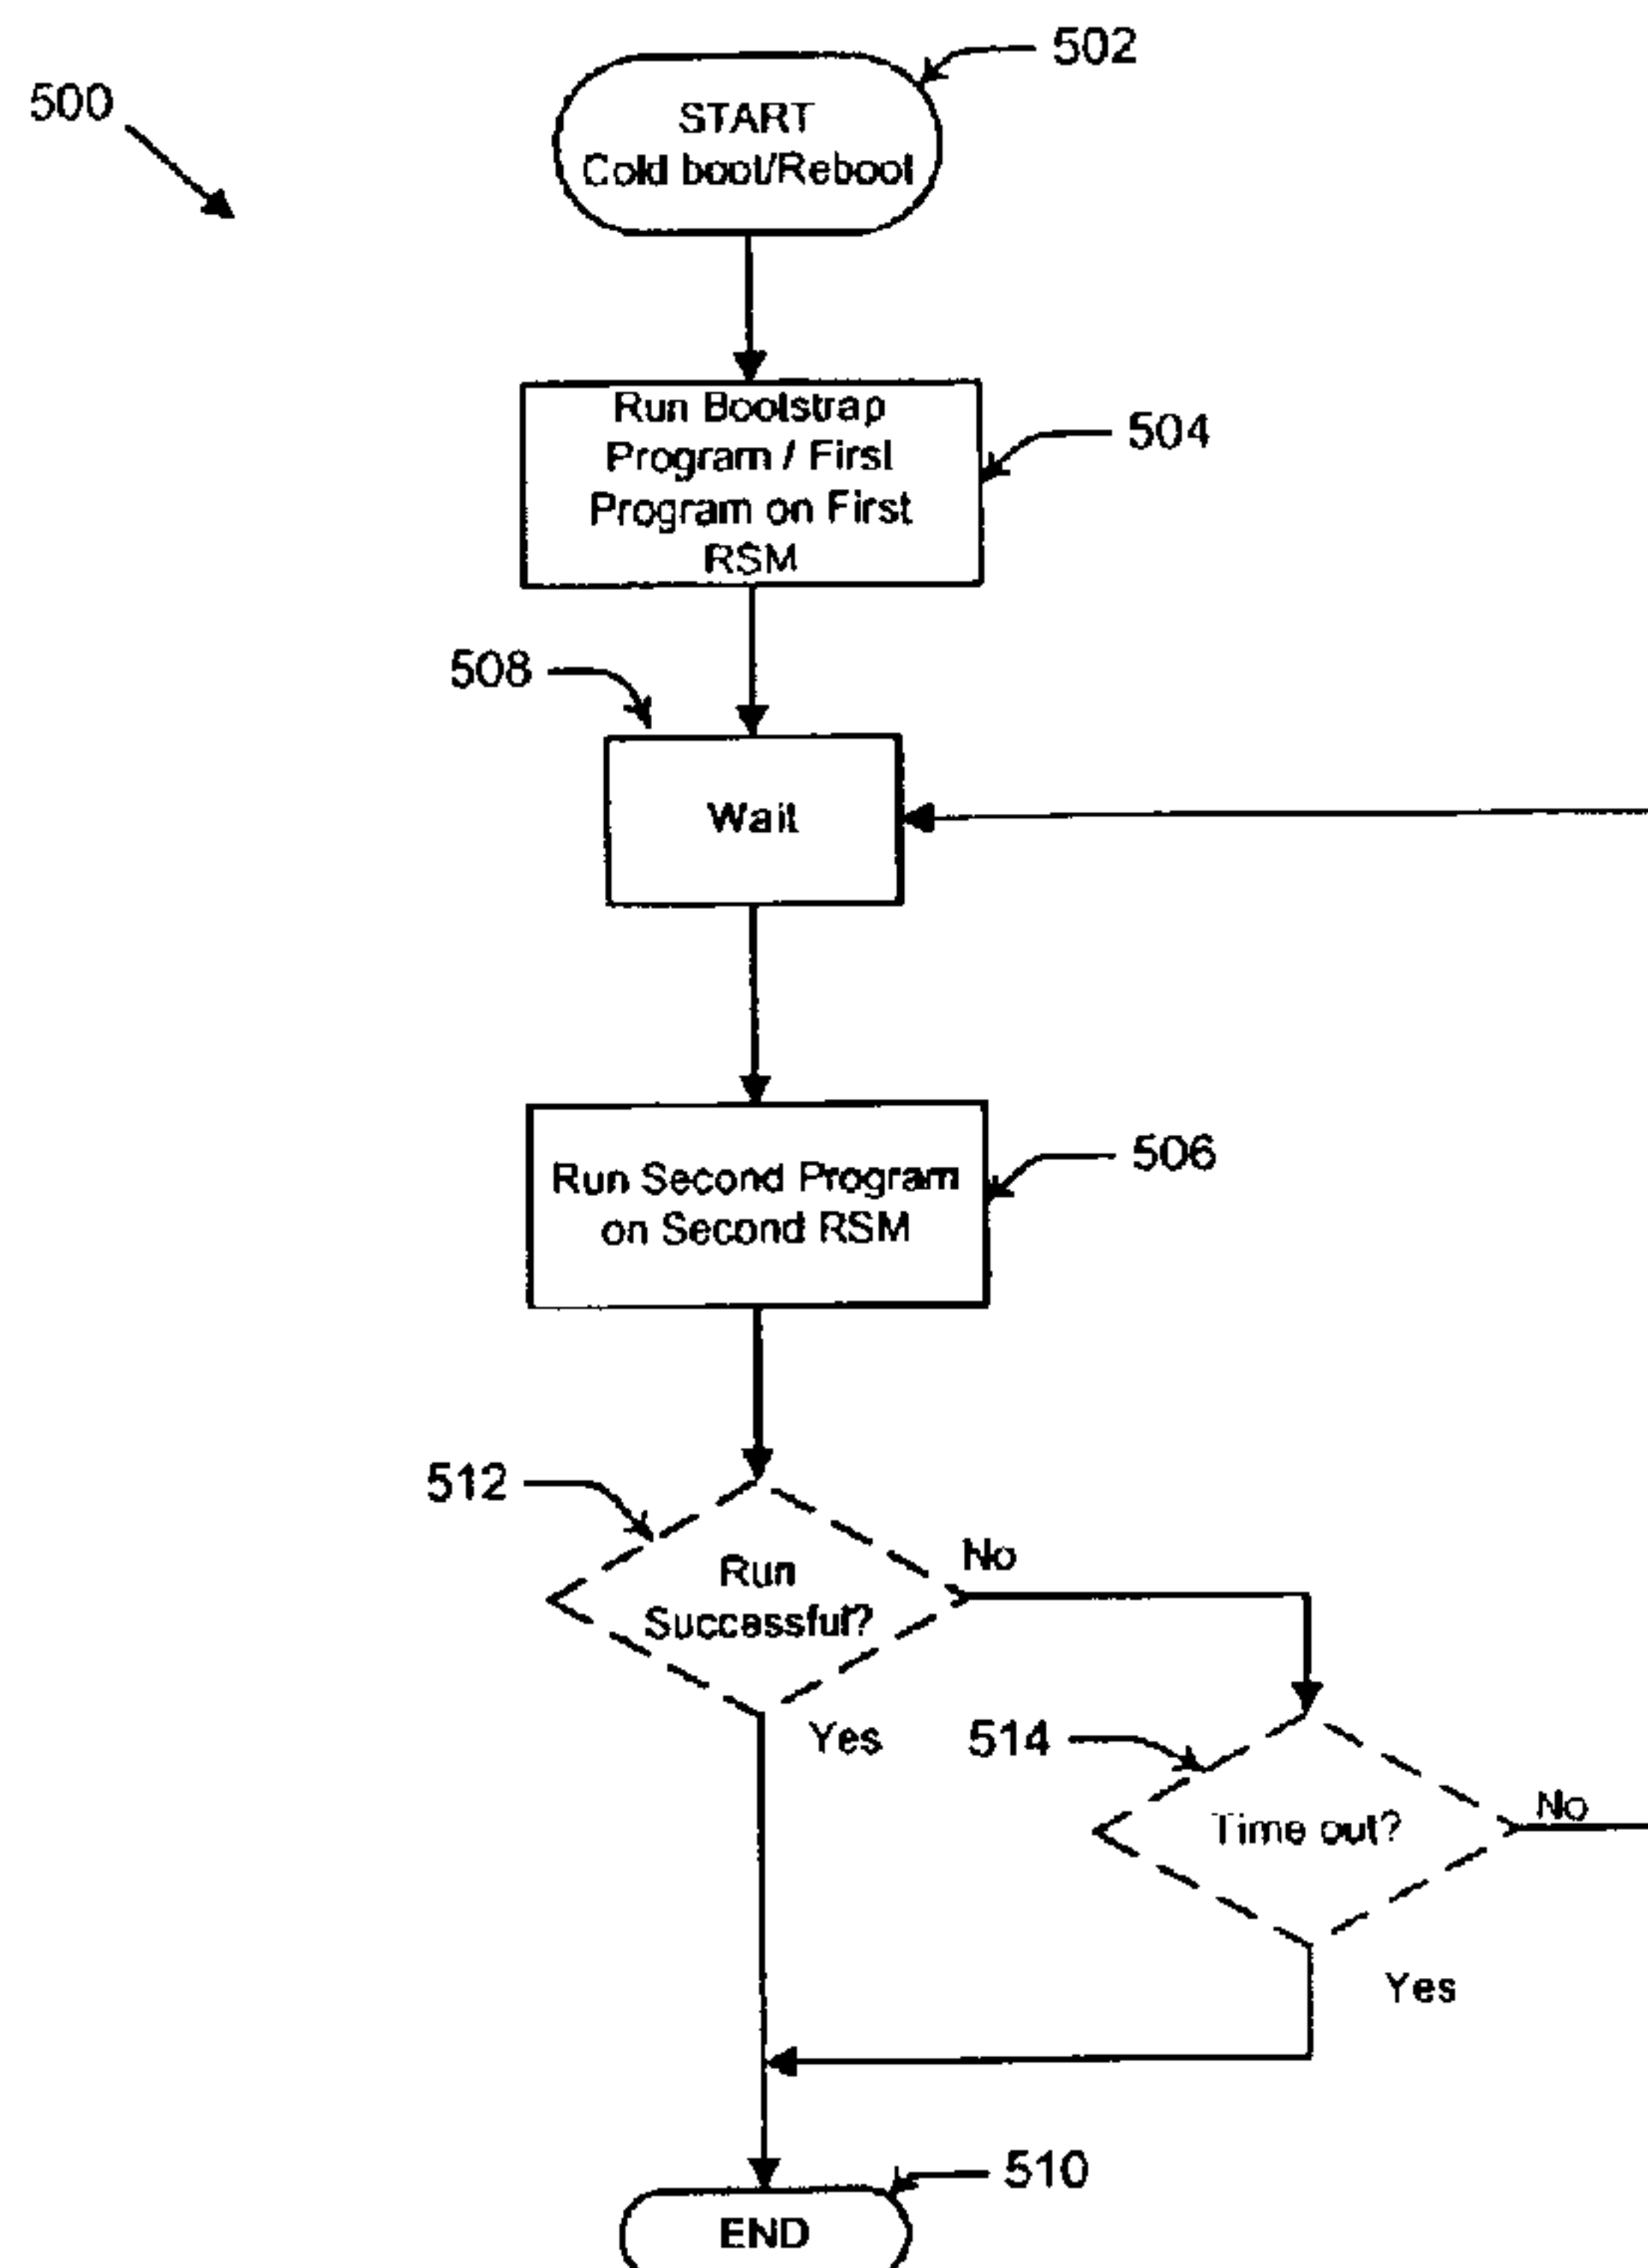 500
502
START
Cold boot/Reboot
Run Bootstrap
Program / First
Program on First
RSM
504
508
Wait
Run Second Program
on Second RSM
506
512
Run
Successful?
No
Yes
514
Time out?
No
Yes
510
END